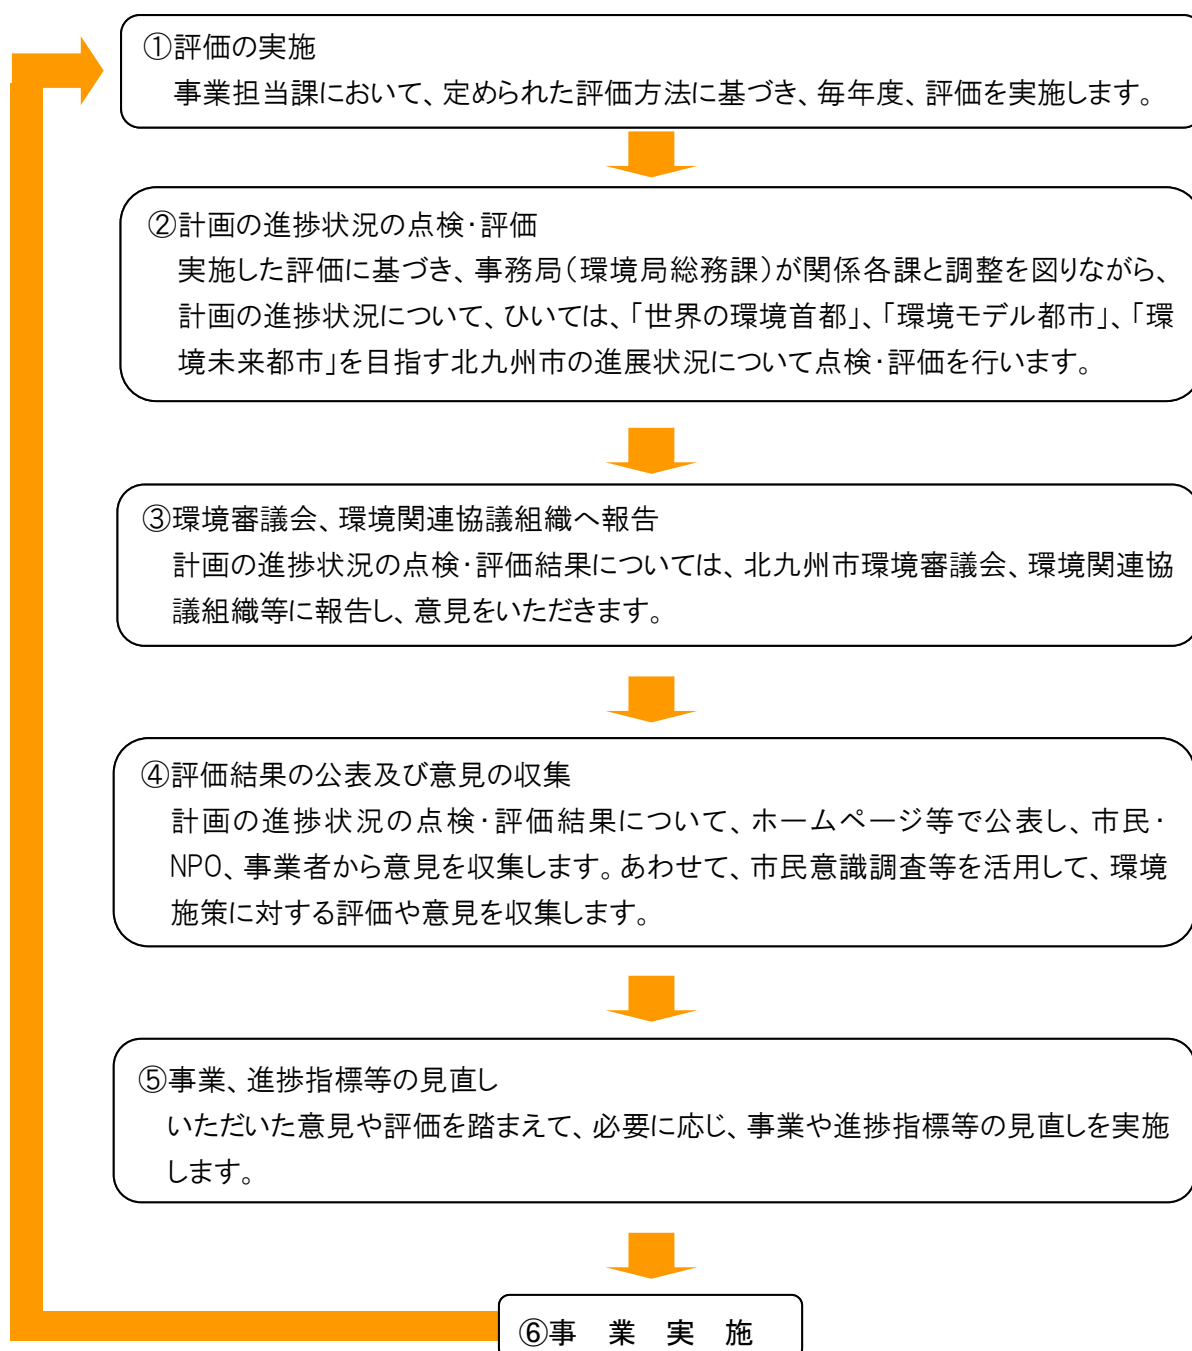 ①評価の実施
事業担当課において、定められた評価方法に基づき、毎年度、評価を実施します。
②計画の進捗状況の点検・評価
実施した評価に基づき、事務局（環境局総務課）が関係各課と調整を図りながら、
計画の進捗状況について、ひいては、「世界の環境首都」、「環境モデル都市」、「環
境未来都市」を目指す北九州市の進展状況について点検・評価を行います。
③環境審議会、環境関連協議組織へ報告
計画の進捗状況の点検・評価結果については、北九州市環境審議会、環境関連協
議組織等に報告し、意見をいただきます。
④評価結果の公表及び意見の収集
計画の進捗状況の点検・評価結果について、ホームページ等で公表し、市民・
NPO、事業者から意見を収集します。あわせて、市民意識調査等を活用して、環境
施策に対する評価や意見を収集します。
⑤事業、進捗指標等の見直し
いただいた意見や評価を踏まえて、必要に応じ、事業や進捗指標等の見直しを実施
します。
⑥事　業　実　施